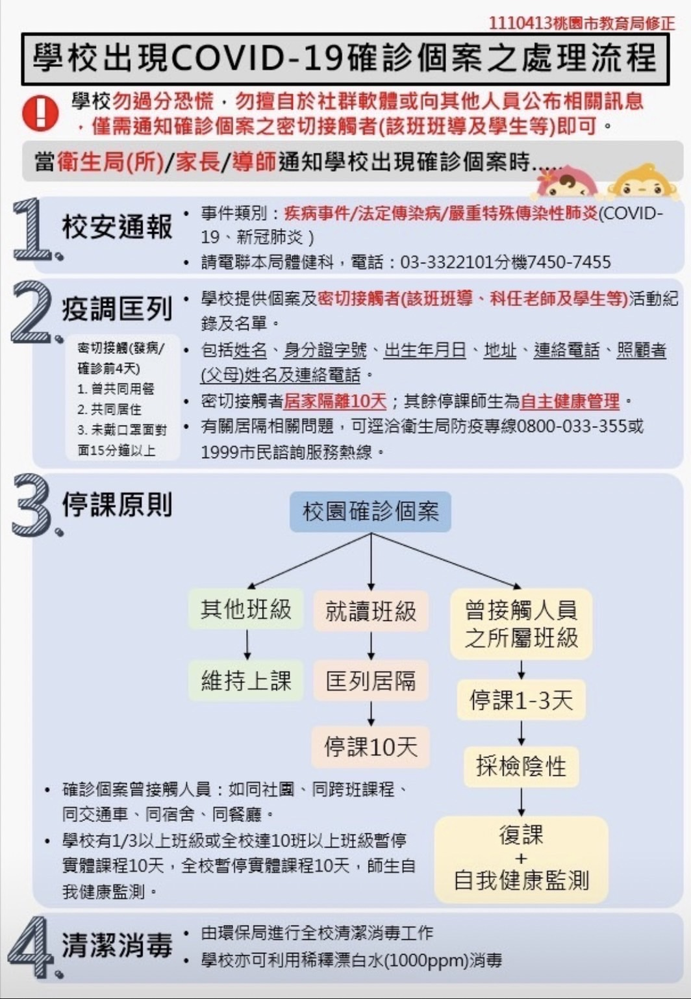 1110413桃園市教育局修正
學校出現COVID-19確診個案之處理流程
學校勿過分恐慌，勿擅自於社群軟體或向其他人員公布相關訊息
，僅需通知確診個案之密切接觸者(該班班導及學生等)即可。
當衛生局(所)/家長/導師通知學校出現確診個案時......
1.
校安通報
• 事件類別：疾病事件/法定傳染病/嚴重特殊傳染性肺炎(COVID-
19、新冠肺炎)
• 請電聯本局體健科，電話：03-3322101分機7450-7455
2.
疫調匡列
• 學校提供個案及密切接觸者(該班班導、科任老師及學生等)活動紀
錄及名單。
• 包括姓名、身分證字號、出生年月日、地址、連絡電話、照顧者
(父母)姓名及連絡電話。
• 密切接觸者居家隔離10天；其餘停課師生為自主健康管理。
• 有關居隔相關問題，可逕洽衛生局防疫專線0800-033-355或
1999市民諮詢服務熱線。
密切接觸(發病/
確診前4天)
1. 曾共同用餐
2. 共同居住
3. 未戴口罩面對
面15分鐘以上
3.
停課原則
校園確診個案
其他班級
維持上課
就讀班級
匡列居隔
停課10天
曾接觸人員
之所屬班級
停課1-3天
採檢陰性
復課
+
自我健康監測
• 確診個案曾接觸人員：如同社團、同跨班課程、
同交通車、同宿舍、同餐廳。
• 學校有1/3以上班級或全校達10班以上班級暫停
實體課程10天，全校暫停實體課程10天，師生自
我健康監測。
4.
清潔消毒
• 由環保局進行全校清潔消毒工作
• 學校亦可利用稀釋漂白水(1000ppm)消毒